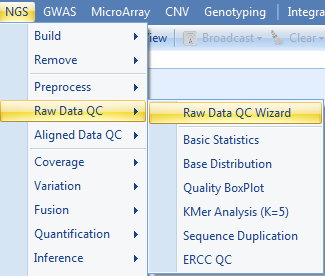 NGS GWAS MicroArray CNV Genotyping Integra
Build
View Broadcast Clear
Remove
Preprocess
Raw Data QC
Raw Data QC Wizard
Aligned Data QC
Basic Statistics
Base Distribution
Coverage
Quality BoxPlot
Variation
KMer Analysis (K=5)
Fusion
Sequence Duplication
Quantification
ERCC QC
Inference